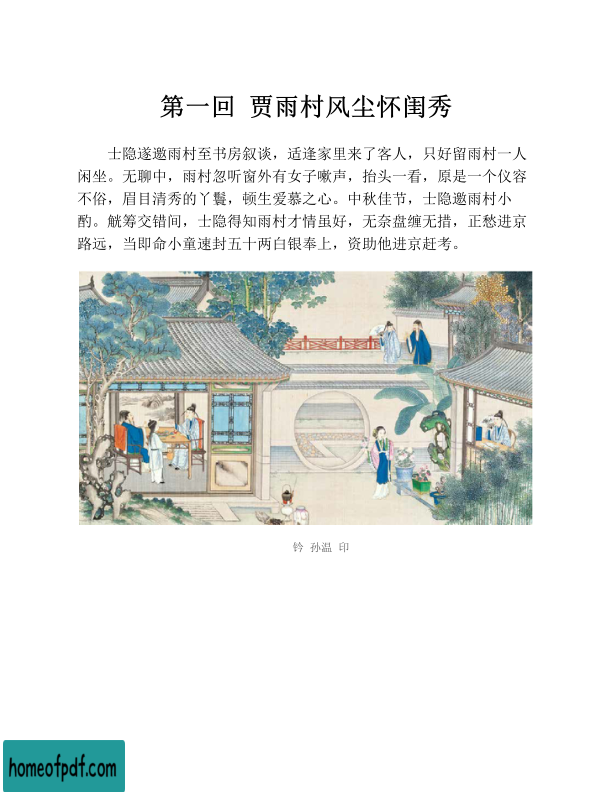 第一回 贾雨村风尘怀闺秀
士隐遂邀雨村至书房叙谈，适逢家里来了客人，只好留雨村一人
闲坐。无聊中，雨村忽听窗外有女子嗽声，抬头一看，原是一个仪容
不俗，眉目清秀的丫鬟，顿生爱慕之心。中秋佳节，士隐邀雨村小
酌。觥筹交错间，士隐得知雨村才情虽好，无奈盘缠无措，正愁进京
路远，当即命小童速封五十两白银奉上，资助他进京赶考。
钤 孙温 印
homeofpdf.com